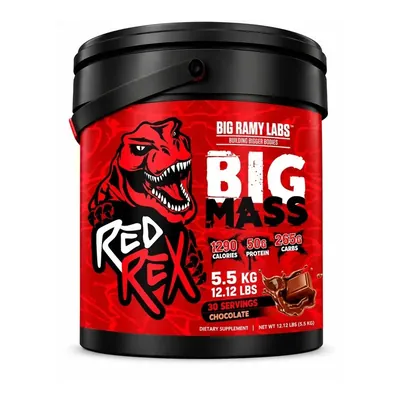 BIG RAMY LABS™
BUILDING BIGGER BODIES
BIG
MASS
RED
REX
1290 50G 265G
CALORIES PROTEIN CARBS
5.5 KG
12.12 LBS
30 SERVINGS
CHOCOLATE
DIETARY SUPPLEMENT | NET WT 12.12 LBS (5.5 KG)